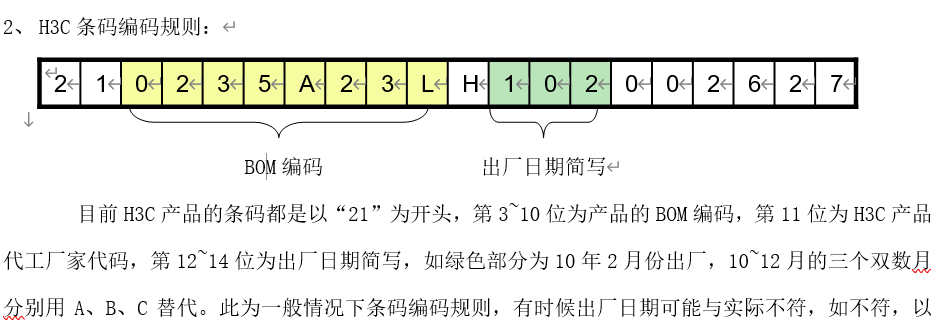 2、 H3C 条码编码规则：
2 1 0 2 3 5 A 2 3 L H 1 0 2 0 0 2 6 2 7
BOM 编码 出厂日期简写
目前 H3C 产品的条码都是以“21”为开头，第 3~10 位为产品的 BOM 编码，第 11 位为 H3C 产品
代工厂家代码，第 12~14 位为出厂日期简写，如绿色部分为 10 年 2 月份出厂，10~12 月的三个双数月
分别用 A、B、C 替代。此为一般情况下条码编码规则，有时候出厂日期可能与实际不符，如不符，以